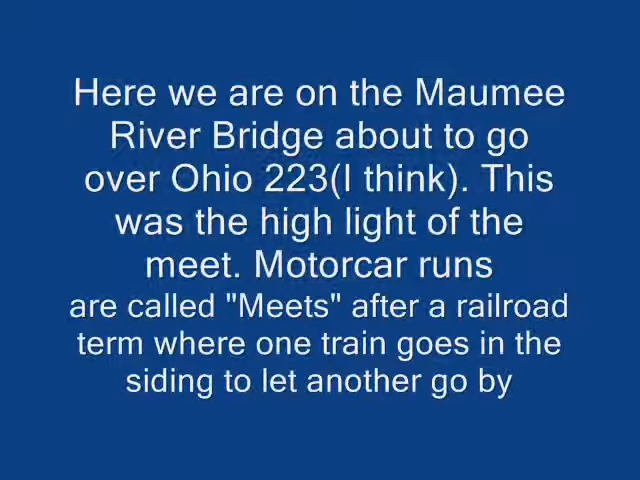 Here we are on the Maumee
River Bridge about to go
over Ohio 223(I think). This
was the high light of the
meet. Motorcar runs
are called "Meets" after a railroad
term where one train goes in the
siding to let another go by